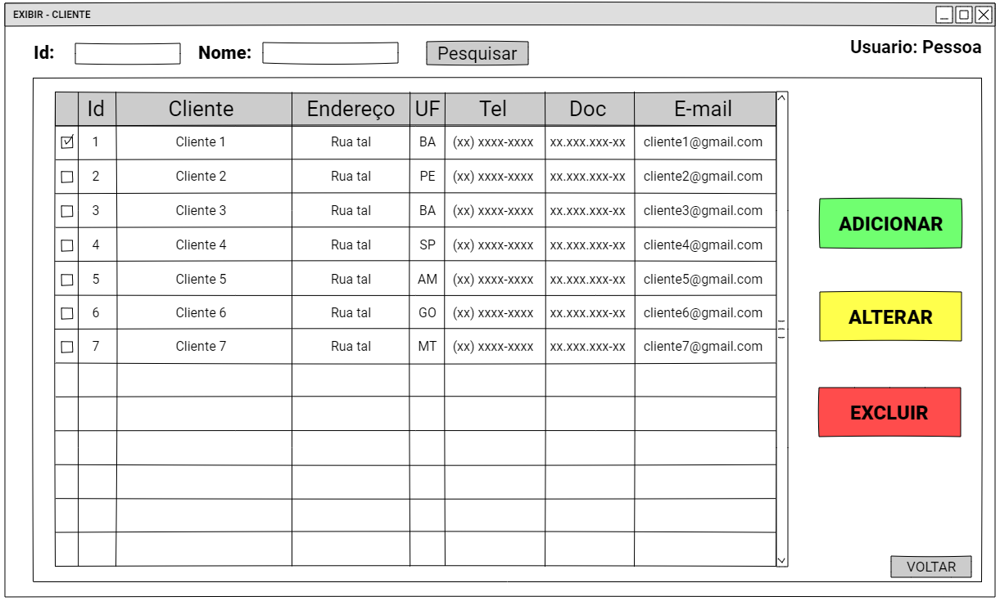 EXIBIR - CLIENTE
Id: Nome: Pesquisar Usuario: Pessoa
Id Cliente Endereço UF Tel Doc E-mail
1 Cliente 1 Rua tal BA (xx) xxxx-xxxx xx.xxx.xxx-xx cliente1@gmail.com
2 Cliente 2 Rua tal PE (xx) xxxx-xxxx xx.xxx.xxx-xx cliente2@gmail.com
3 Cliente 3 Rua tal BA (xx) xxxx-xxxx xx.xxx.xxx-xx cliente3@gmail.com
4 Cliente 4 Rua tal SP (xx) xxxx-xxxx xx.xxx.xxx-xx cliente4@gmail.com
5 Cliente 5 Rua tal AM (xx) xxxx-xxxx xx.xxx.xxx-xx cliente5@gmail.com
6 Cliente 6 Rua tal GO (xx) xxxx-xxxx xx.xxx.xxx-xx cliente6@gmail.com
7 Cliente 7 Rua tal MT (xx) xxxx-xxxx xx.xxx.xxx-xx cliente7@gmail.com
ADICIONAR
ALTERAR
EXCLUIR
VOLTAR